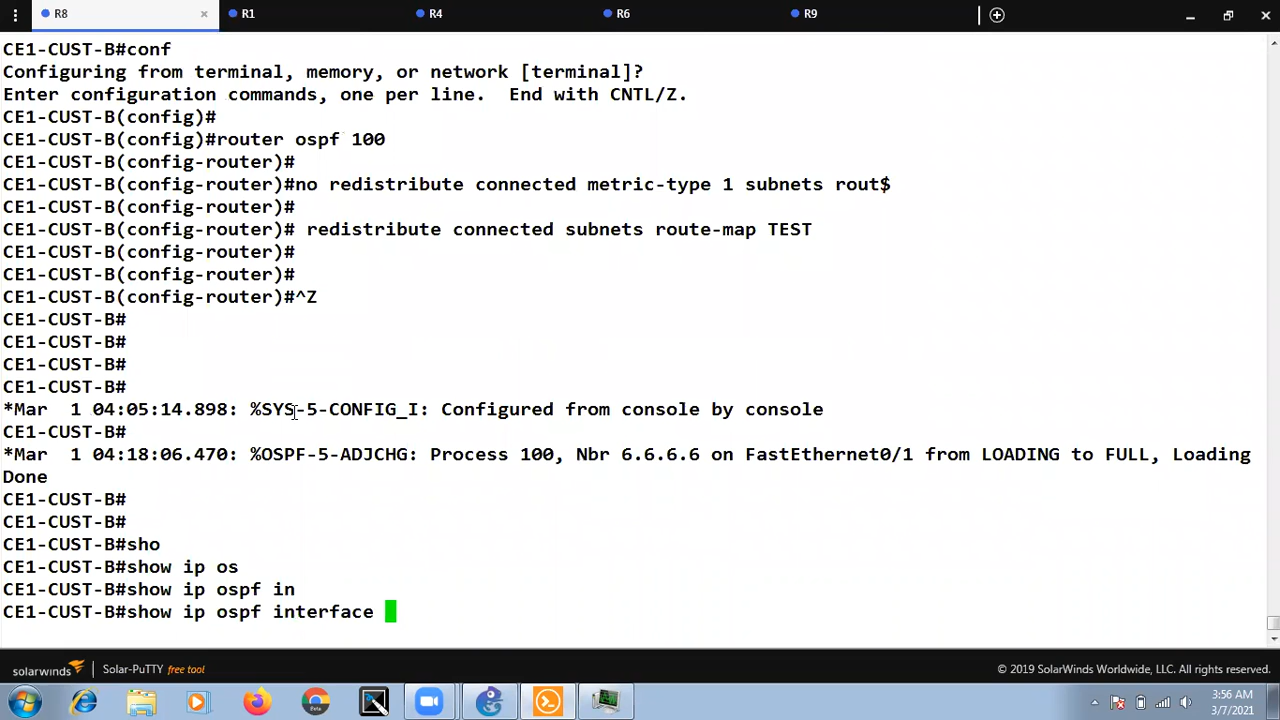 R8 × R1 R4 R6 R9
CE1-CUST-B#conf
Configuring from terminal, memory, or network [terminal]?
Enter configuration commands, one per line.  End with CNTL/Z.
CE1-CUST-B(config)#
CE1-CUST-B(config)#router ospf 100
CE1-CUST-B(config-router)#
CE1-CUST-B(config-router)#no redistribute connected metric-type 1 subnets rout$
CE1-CUST-B(config-router)#
CE1-CUST-B(config-router)# redistribute connected subnets route-map TEST
CE1-CUST-B(config-router)#
CE1-CUST-B(config-router)#
CE1-CUST-B(config-router)#^Z
CE1-CUST-B#
CE1-CUST-B#
CE1-CUST-B#
CE1-CUST-B#
*Mar  1 04:05:14.898: %SYS-5-CONFIG_I: Configured from console by console
CE1-CUST-B#
*Mar  1 04:18:06.470: %OSPF-5-ADJCHG: Process 100, Nbr 6.6.6.6 on FastEthernet0/1 from LOADING to FULL, Loading
Done
CE1-CUST-B#
CE1-CUST-B#
CE1-CUST-B#sho
CE1-CUST-B#show ip os
CE1-CUST-B#show ip ospf in
CE1-CUST-B#show ip ospf interface
solarwinds | Solar-PuTTY free tool © 2019 SolarWinds Worldwide, LLC. All rights reserved.
3:56 AM
3/7/2021